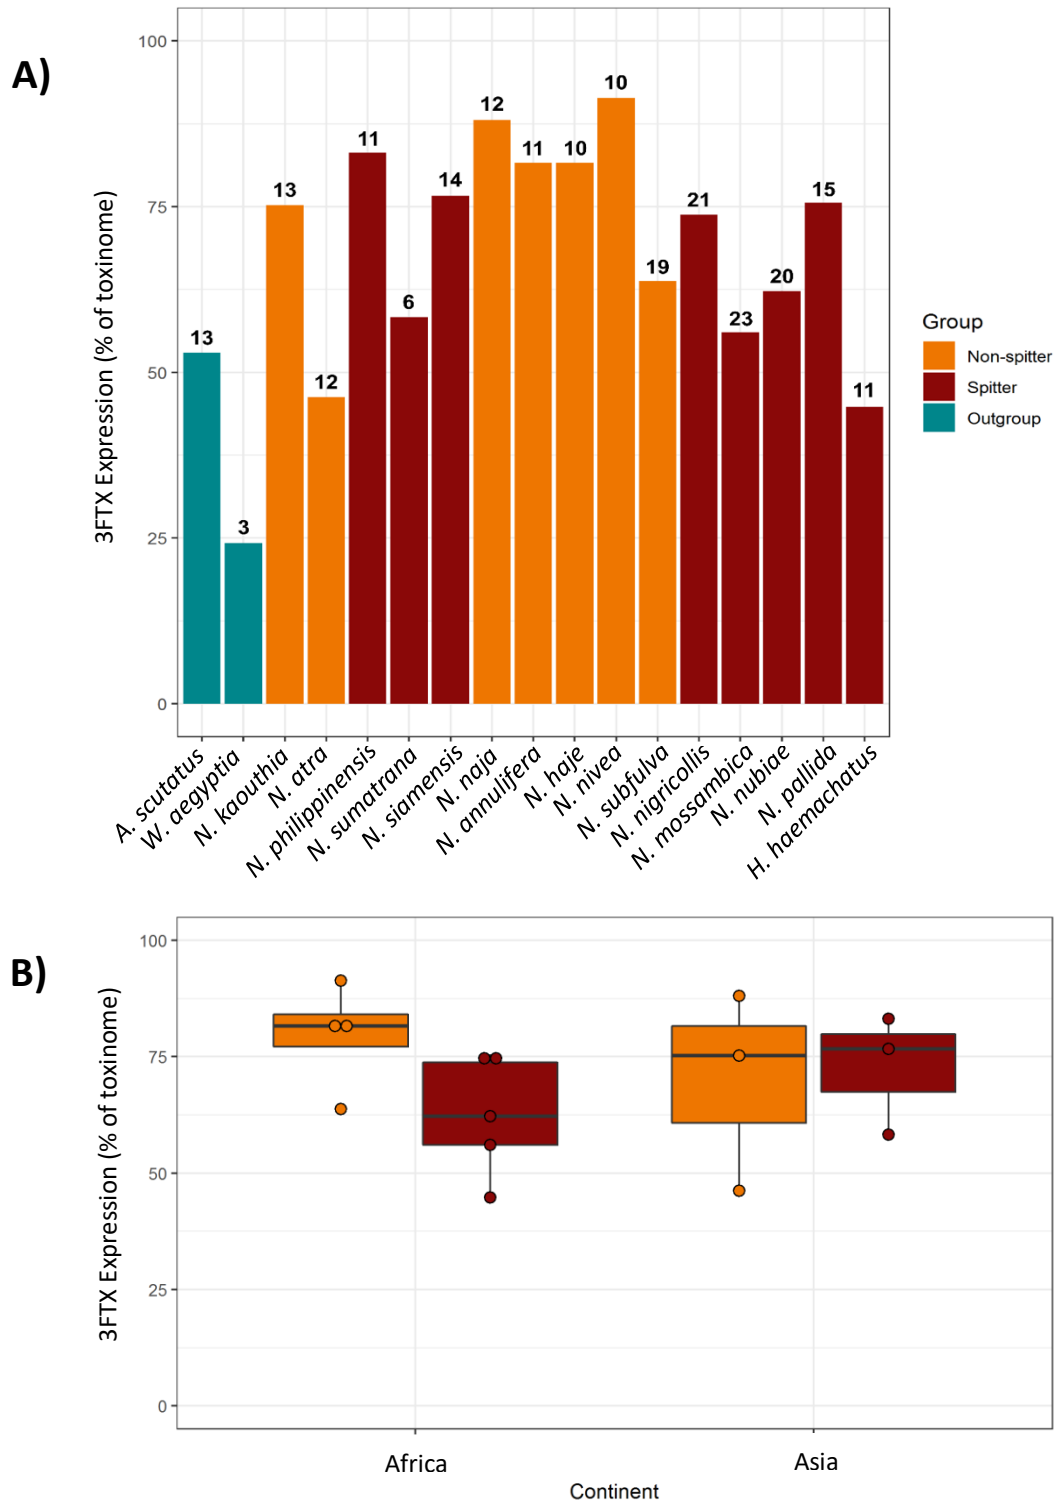 A)
3FTX Expression (% of toxinome)
100
75
50
25
0
13
3
13
12
11
6
14
12
11
10
10
19
21
23
20
15
11
A. scutatus
W. aegyptia
N. kaouthia
N. atra
N. philippinensis
N. sumatrana
N. siamensis
N. naja
N. annulifera
N. haje
N. nivea
N. subfulva
N. nigricollis
N. mossambica
N. nubiae
N. pallida
H. haemachatus
Group
Non-spitter
Spitter
Outgroup
B)
3FTX Expression (% of toxinome)
100
75
50
25
0
Africa
Asia
Continent